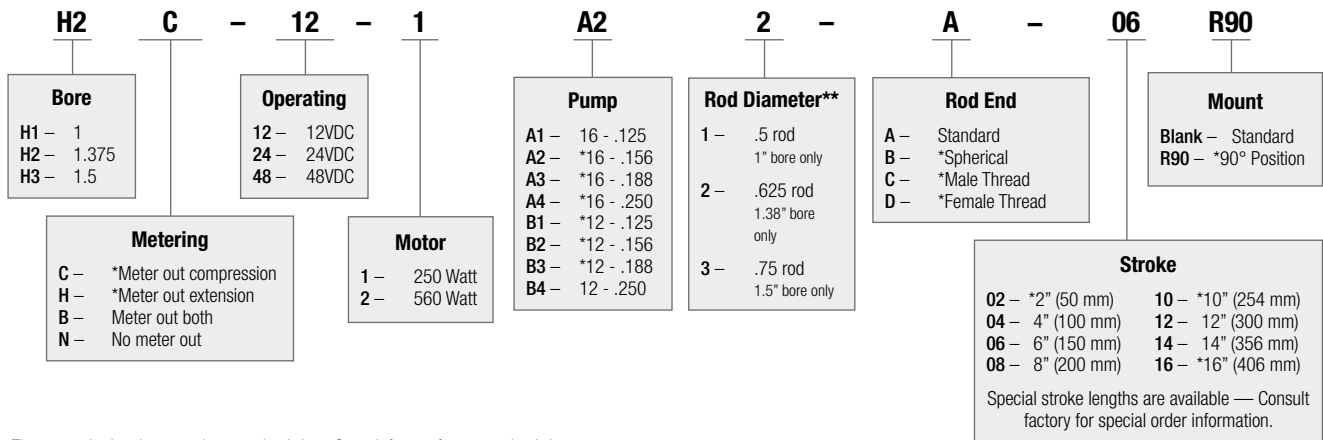 H2 C - 12 - 1 A2 2 - A - 06 R90
Bore
H1 – 1
H2 – 1.375
H3 – 1.5
Metering
C – *Meter out compression
H – *Meter out extension
B – Meter out both
N – No meter out
Operating
12 – 12VDC
24 – 24VDC
48 – 48VDC
Motor
1 – 250 Watt
2 – 560 Watt
Pump
A1 – 16 - .125
A2 – *16 - .156
A3 – *16 - .188
A4 – *16 - .250
B1 – *12 - .125
B2 – *12 - .156
B3 – *12 - .188
B4 – 12 - .250
Rod Diameter**
1 – .5 rod
1" bore only
2 – .625 rod
1.38" bore
only
3 – .75 rod
1.5" bore only
Rod End
A – Standard
B – *Spherical
C – *Male Thread
D – *Female Thread
Stroke
02 – *2" (50 mm) 10 – *10" (254 mm)
04 – 4" (100 mm) 12 – 12" (300 mm)
06 – 6" (150 mm) 14 – 14" (356 mm)
08 – 8" (200 mm) 16 – *16" (406 mm)
Special stroke lengths are available — Consult
factory for special order information.
Mount
Blank – Standard
R90 – *90° Position